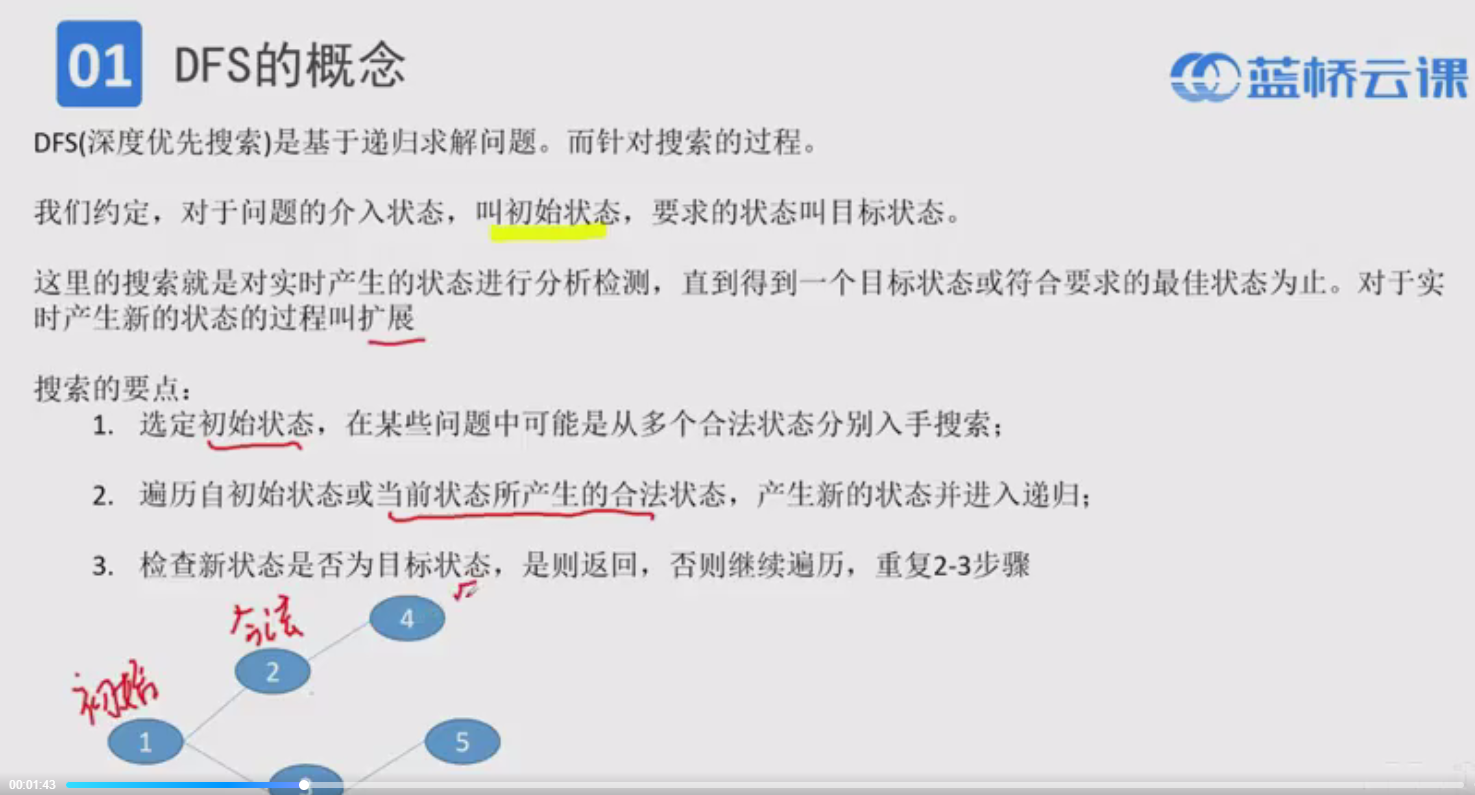 01 DFS的概念
蓝桥云课
DFS(深度优先搜索)是基于递归求解问题。而针对搜索的过程。
我们约定，对于问题的介入状态，叫初始状态，要求的状态叫目标状态。
这里的搜索就是对实时产生的状态进行分析检测，直到得到一个目标状态或符合要求的最佳状态为止。对于实
时产生新的状态的过程叫扩展
搜索的要点：
1. 选定初始状态，在某些问题中可能是从多个合法状态分别入手搜索；
2. 遍历自初始状态或当前状态所产生的合法状态，产生新的状态并进入递归；
3. 检查新状态是否为目标状态，是则返回，否则继续遍历，重复2-3步骤
合法
4
2
初始
1
5
3
00:01:43